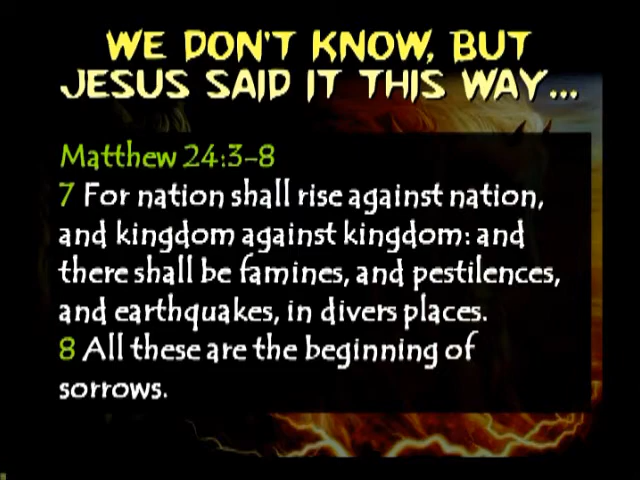 WE DON'T KNOW, BUT
JESUS SAID IT THIS WAY...
Matthew 24:3-8
7 For nation shall rise against nation,
and kingdom against kingdom: and
there shall be famines, and pestilences,
and earthquakes, in divers places.
8 All these are the beginning of
sorrows.